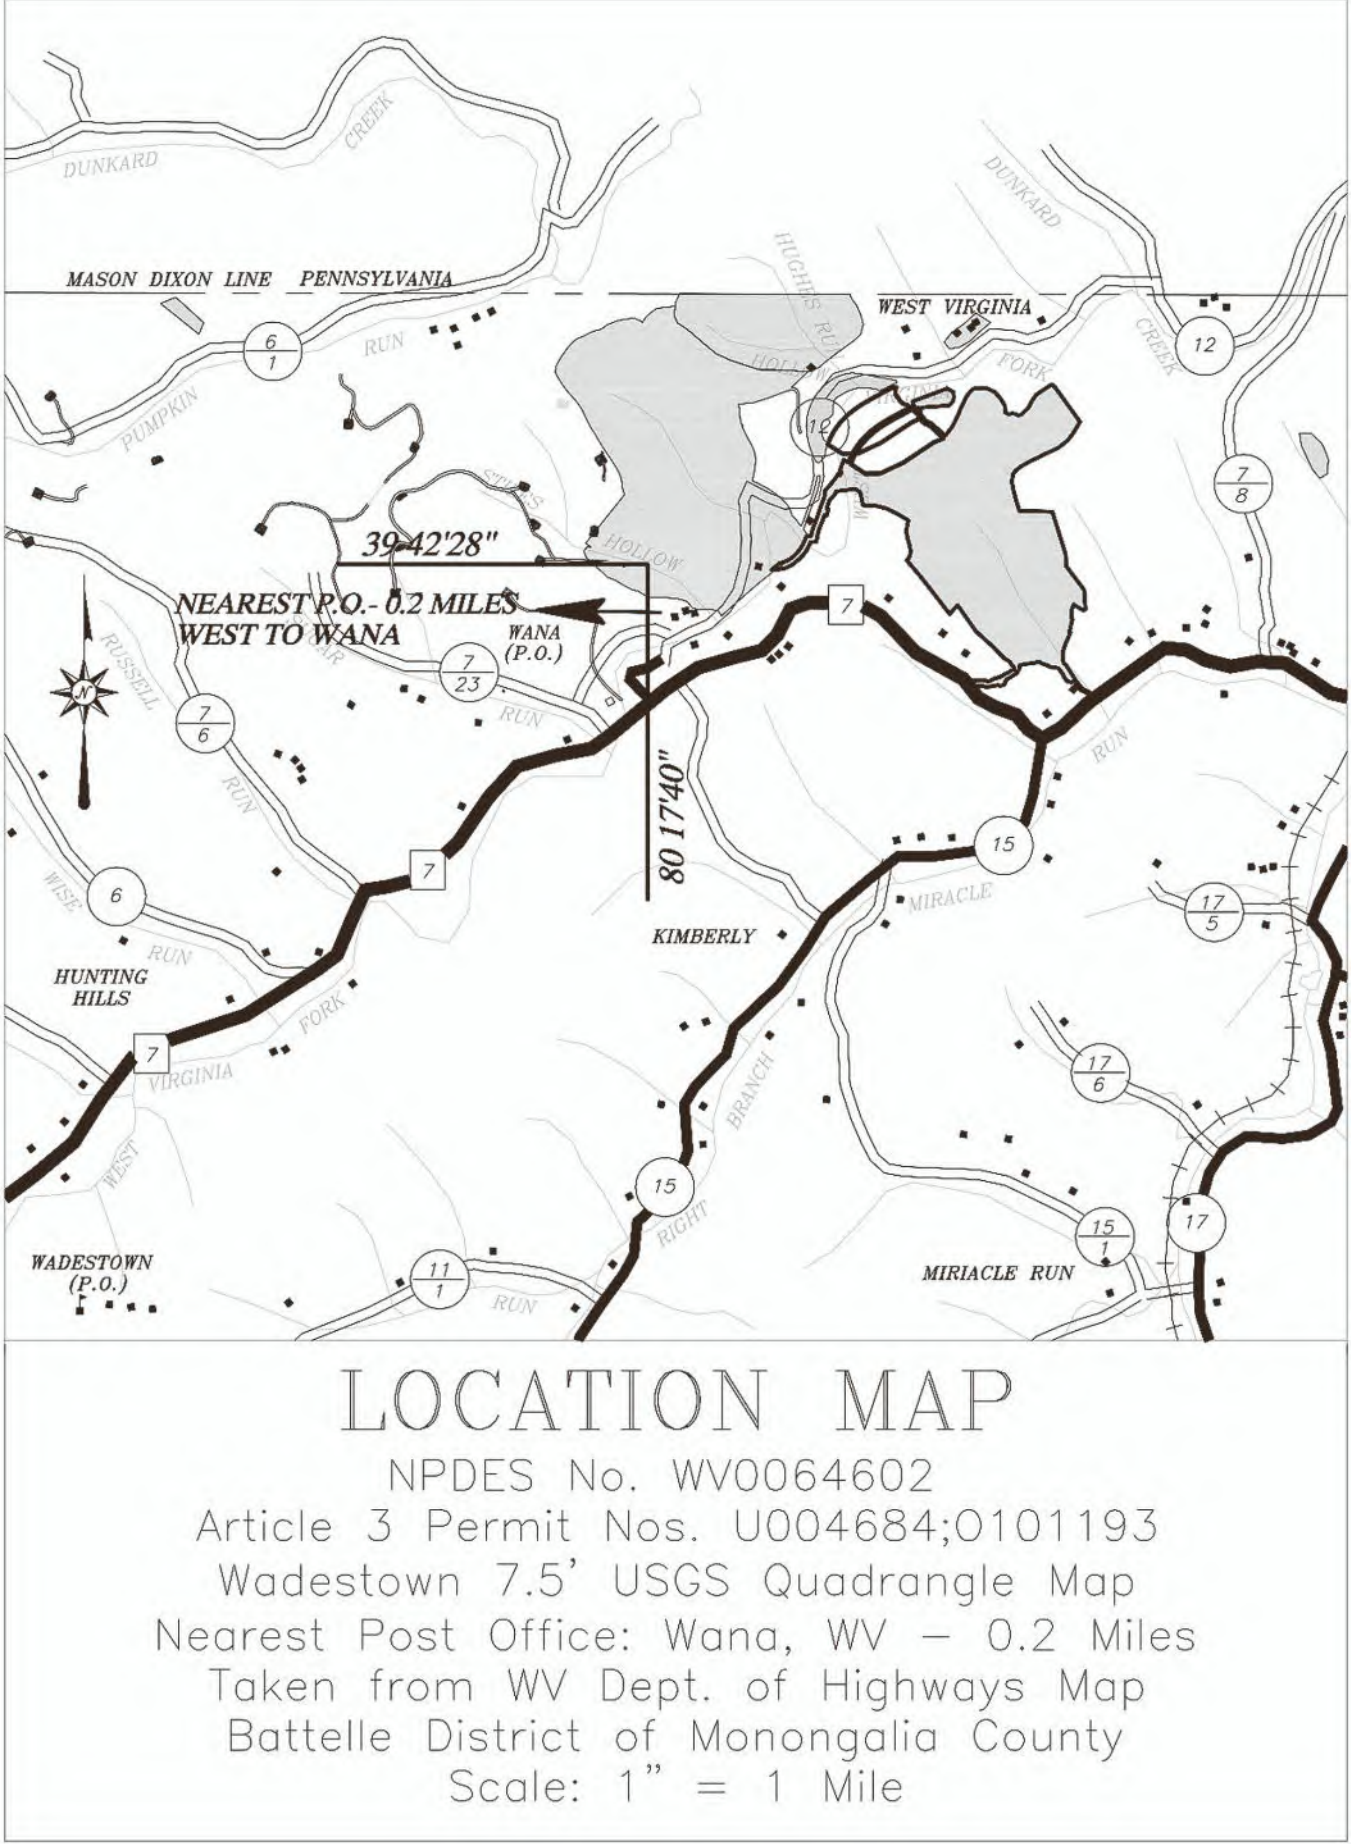 DUNKARD
CREEK
DUNKARD
MASON DIXON LINE PENNSYLVANIA
HUGHES RUN
WEST VIRGINIA
6
1
RUN
PUMPKIN
HOLLOW
FORK
CREEK
12
VIRGINIA
12
7
8
HOLLOW
39 42'28"
NEAREST P.O.- 0.2 MILES
WEST TO WANA
WANA
(P.O.)
7
RUSSELL
7
23
RUN
7
6
RUN
80 17'40"
RUN
7
15
MIRACLE
WISE
6
RUN
17
5
KIMBERLY
HUNTING
HILLS
FORK
7
VIRGINIA
WEST
BRANCH
17
6
15
RIGHT
17
15
1
WADESTOWN
(P.O.)
11
1
RUN
MIRIACLE RUN
N
LOCATION MAP
NPDES No. WV0064602
Article 3 Permit Nos. U004684;O101193
Wadestown 7.5' USGS Quadrangle Map
Nearest Post Office: Wana, WV – 0.2 Miles
Taken from WV Dept. of Highways Map
Battelle District of Monongalia County
Scale: 1" = 1 Mile